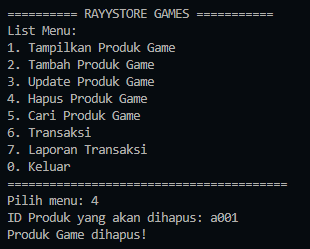 ========== RAYYSTORE GAMES ===========
List Menu:
1. Tampilkan Produk Game
2. Tambah Produk Game
3. Update Produk Game
4. Hapus Produk Game
5. Cari Produk Game
6. Transaksi
7. Laporan Transaksi
0. Keluar
========================================
Pilih menu: 4
ID Produk yang akan dihapus: a001
Produk Game dihapus!